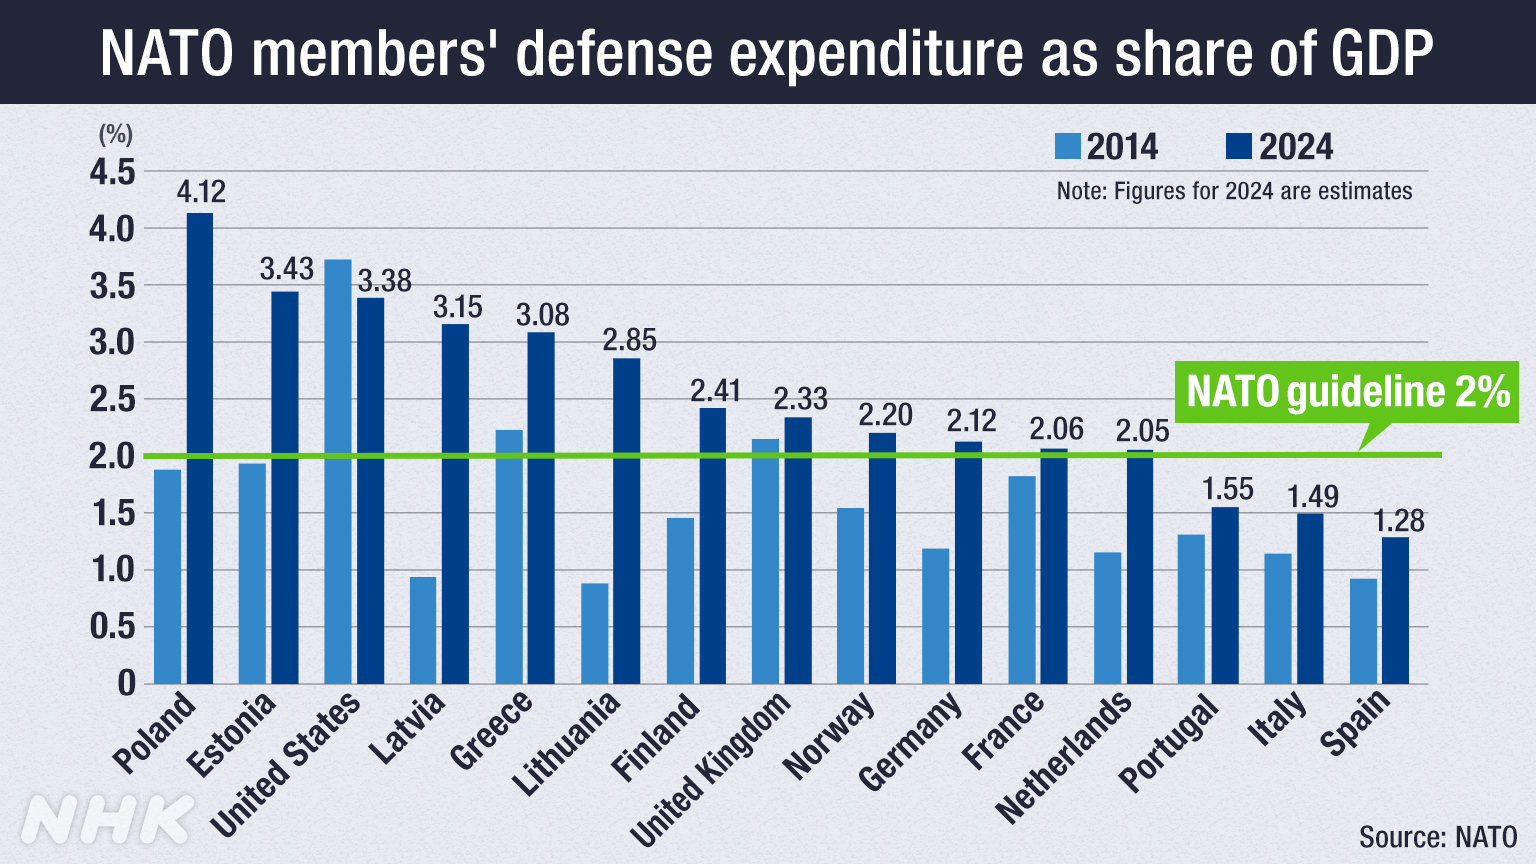 NATO members' defense expenditure as share of GDP
(%)
2014 2024
Note: Figures for 2024 are estimates
4.5
4.0
3.5
3.0
2.5
2.0
1.5
1.0
0.5
0
4.12
3.43
3.38
3.15
3.08
2.85
2.41
2.33
2.20
2.12
2.06
2.05
1.55
1.49
1.28
NATO guideline 2%
Poland
Estonia
United States
Latvia
Greece
Lithuania
Finland
United Kingdom
Norway
Germany
France
Netherlands
Portugal
Italy
Spain
NHK
Source: NATO